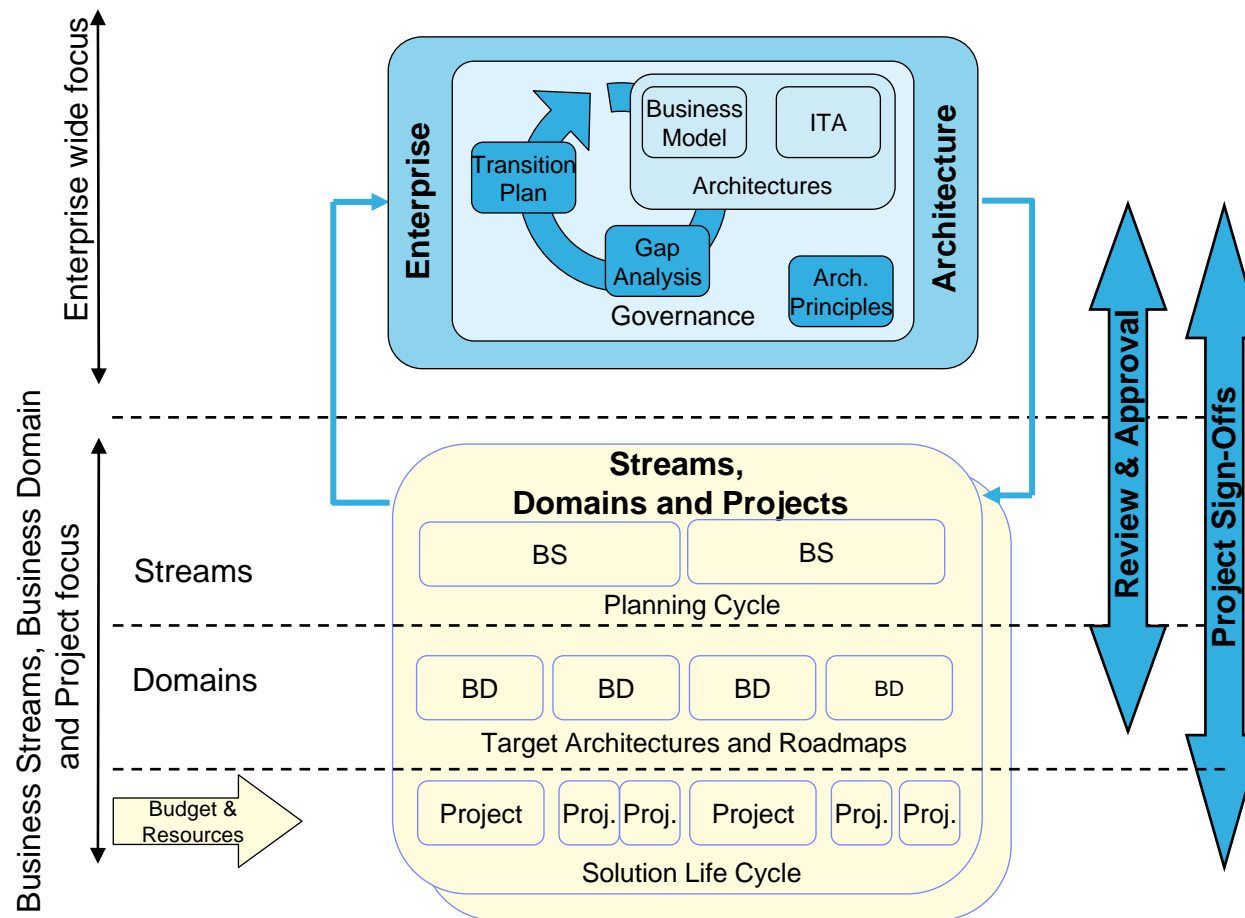 Enterprise wide focus
Enterprise
Business
Model
ITA
Architectures
Transition
Plan
Gap
Analysis
Arch.
Principles
Governance
Architecture
Review & Approval
Project Sign-Offs
Business Streams, Business Domain
and Project focus
Streams,
Domains and Projects
Streams
BS
BS
Planning Cycle
Domains
BD
BD
BD
BD
Target Architectures and Roadmaps
Budget &
Resources
Project
Proj.
Proj.
Project
Proj.
Proj.
Solution Life Cycle